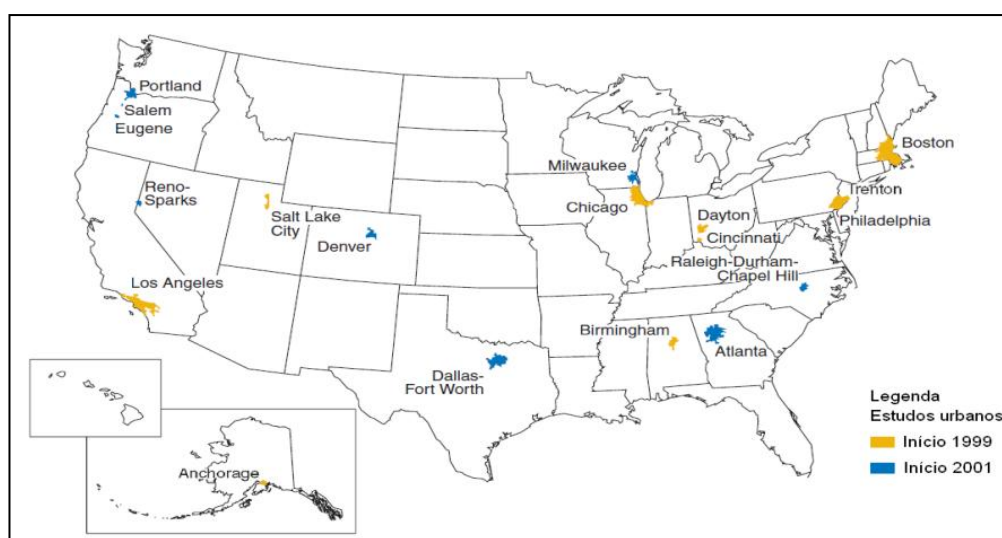 Portland
Salem
Eugene
Reno-
Sparks
Salt Lake
City
Denver
Los Angeles
Milwaukee
Chicago
Boston
Trenton
Philadelphia
Dayton
Cincinnati
Raleigh-Durham-
Chapel Hill
Birmingham
Atlanta
Dallas-
Fort Worth
Anchorage
Legenda
Estudos urbanos
Início 1999
Início 2001